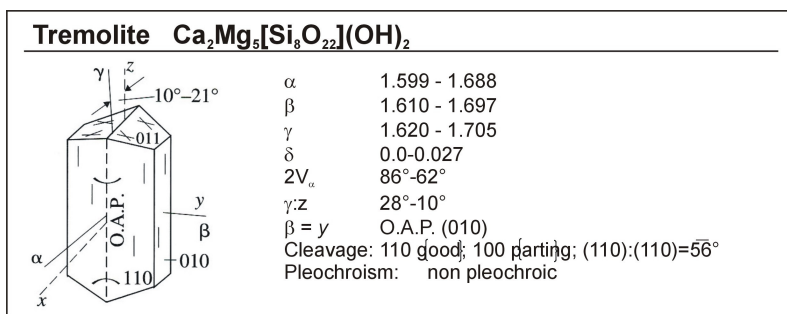 Tremolite Ca₂Mg₅[Si₈O₂₂](OH)₂
γ z
10°–21°
011
O.A.P.
y
β
010
α
110
x
α 1.599 - 1.688
β 1.610 - 1.697
γ 1.620 - 1.705
δ 0.0-0.027
2Vα 86°-62°
γ:z 28°-10°
β = y O.A.P. (010)
Cleavage: 110 {good}; 100 {parting}; (110):(11̅0)=56°
Pleochroism: non pleochroic